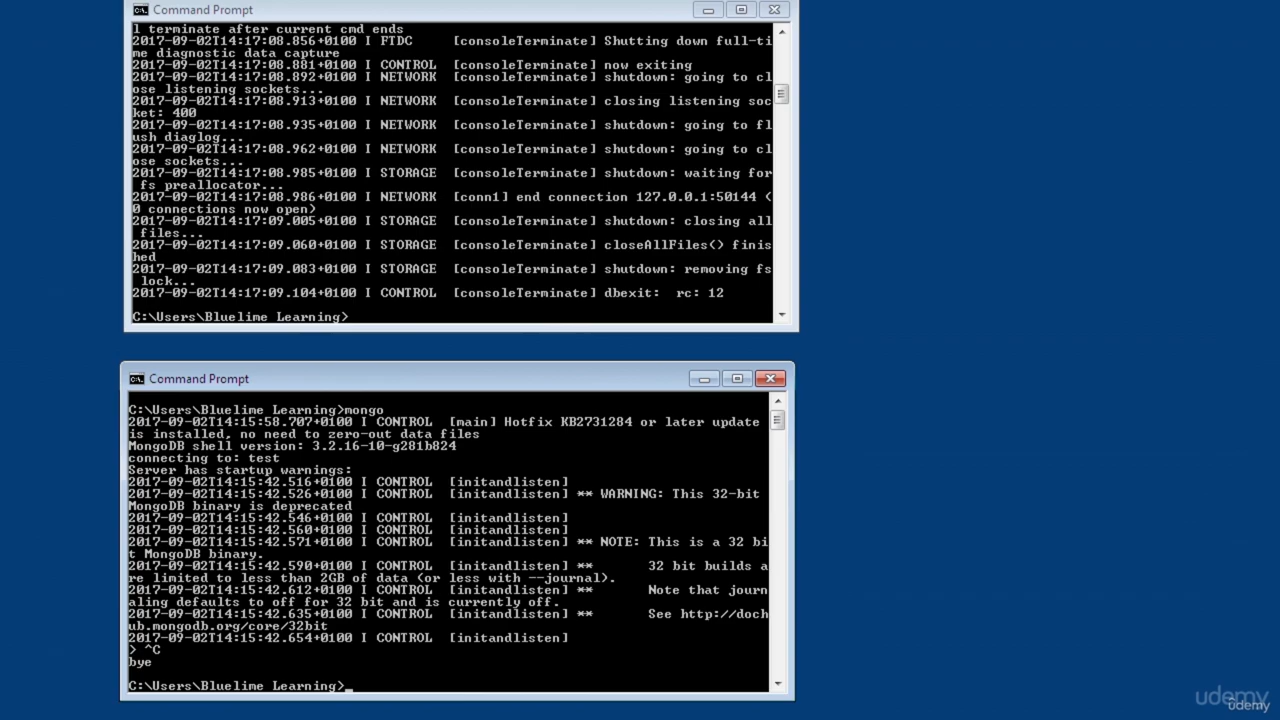 Command Prompt
l terminate after current cmd ends
2017-09-02T14:17:08.856+0100 I FTDC     [consoleTerminate] Shutting down full-ti
me diagnostic data capture
2017-09-02T14:17:08.881+0100 I CONTROL  [consoleTerminate] now exiting
2017-09-02T14:17:08.892+0100 I NETWORK  [consoleTerminate] shutdown: going to cl
ose listening sockets...
2017-09-02T14:17:08.913+0100 I NETWORK  [consoleTerminate] closing listening soc
ket: 400
2017-09-02T14:17:08.935+0100 I NETWORK  [consoleTerminate] shutdown: going to fl
ush diaglog...
2017-09-02T14:17:08.962+0100 I NETWORK  [consoleTerminate] shutdown: going to cl
ose sockets...
2017-09-02T14:17:08.985+0100 I STORAGE  [consoleTerminate] shutdown: waiting for
fs preallocator...
2017-09-02T14:17:08.986+0100 I NETWORK  [conn1] end connection 127.0.0.1:50144 (
0 connections now open)
2017-09-02T14:17:09.005+0100 I STORAGE  [consoleTerminate] shutdown: closing all
files...
2017-09-02T14:17:09.060+0100 I STORAGE  [consoleTerminate] closeAllFiles() finis
hed
2017-09-02T14:17:09.083+0100 I STORAGE  [consoleTerminate] shutdown: removing fs
lock...
2017-09-02T14:17:09.104+0100 I CONTROL  [consoleTerminate] dbexit:  rc: 12
C:\Users\Bluelime Learning>
Command Prompt
C:\Users\Bluelime Learning>mongo
2017-09-02T14:15:58.707+0100 I CONTROL  [main] Hotfix KB2731284 or later update
is installed, no need to zero-out data files
MongoDB shell version: 3.2.16-10-g281b824
connecting to: test
Server has startup warnings:
2017-09-02T14:15:42.516+0100 I CONTROL  [initandlisten]
2017-09-02T14:15:42.526+0100 I CONTROL  [initandlisten] ** WARNING: This 32-bit
MongoDB binary is deprecated
2017-09-02T14:15:42.546+0100 I CONTROL  [initandlisten]
2017-09-02T14:15:42.560+0100 I CONTROL  [initandlisten]
2017-09-02T14:15:42.571+0100 I CONTROL  [initandlisten] ** NOTE: This is a 32 bi
t MongoDB binary.
2017-09-02T14:15:42.590+0100 I CONTROL  [initandlisten] **       32 bit builds a
re limited to less than 2GB of data (or less with --journal).
2017-09-02T14:15:42.612+0100 I CONTROL  [initandlisten] **       Note that journ
aling defaults to off for 32 bit and is currently off.
2017-09-02T14:15:42.635+0100 I CONTROL  [initandlisten] **       See http://doch
ub.mongodb.org/core/32bit
2017-09-02T14:15:42.654+0100 I CONTROL  [initandlisten]
> ^C
bye
C:\Users\Bluelime Learning>_
udemy
ûdemy